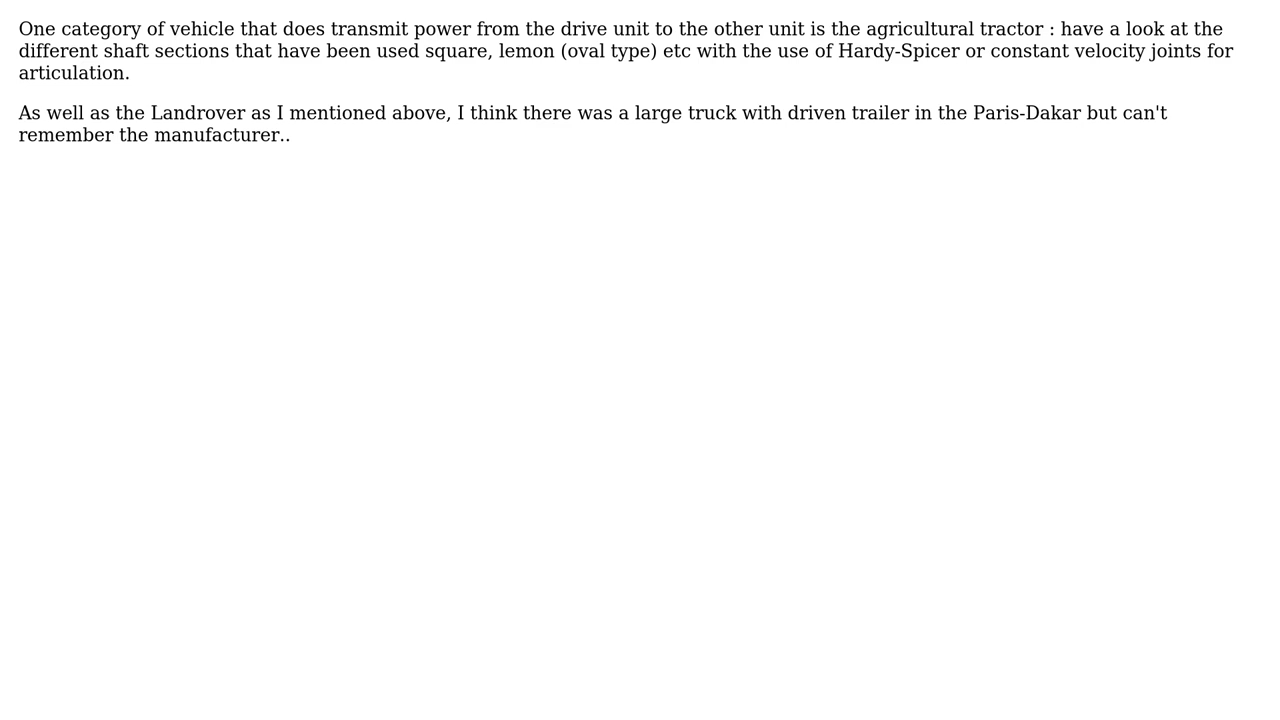 One category of vehicle that does transmit power from the drive unit to the other unit is the agricultural tractor : have a look at the
different shaft sections that have been used square, lemon (oval type) etc with the use of Hardy-Spicer or constant velocity joints for
articulation.
As well as the Landrover as I mentioned above, I think there was a large truck with driven trailer in the Paris-Dakar but can't
remember the manufacturer..